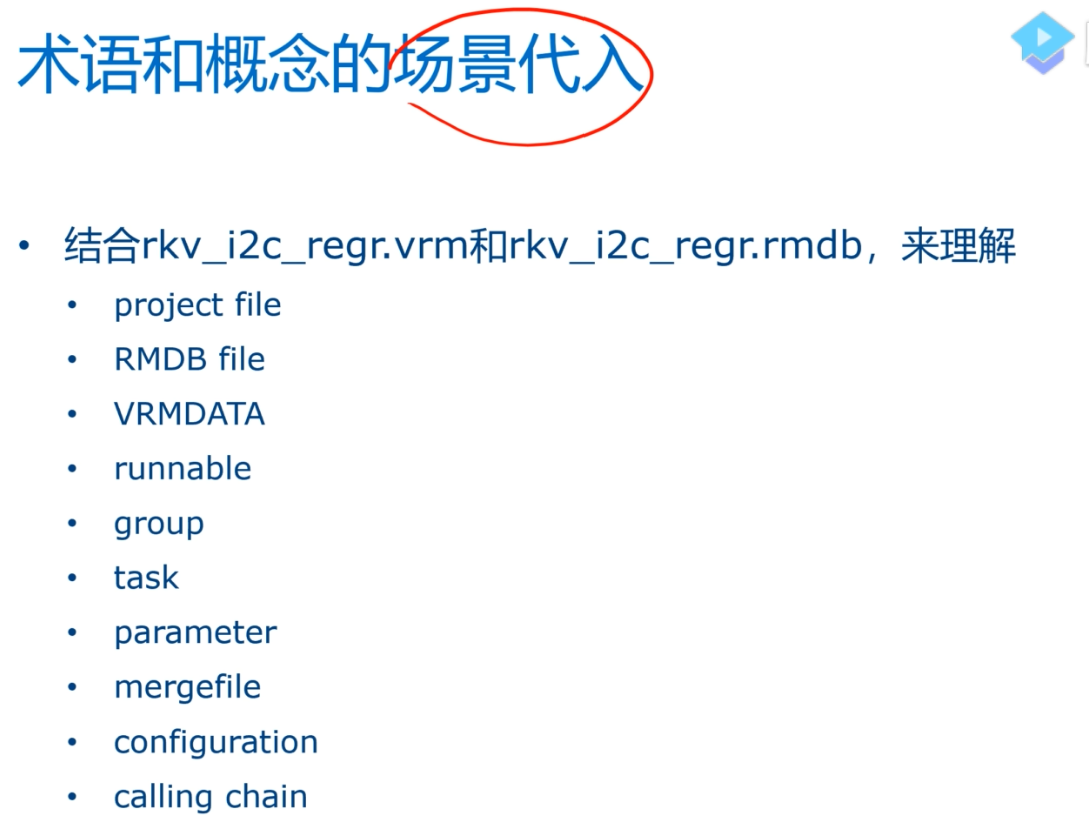 术语和概念的场景代入
• 结合rkv_i2c_regr.vrm和rkv_i2c_regr.rmdb，来理解
• project file
• RMDB file
• VRMDATA
• runnable
• group
• task
• parameter
• mergefile
• configuration
• calling chain